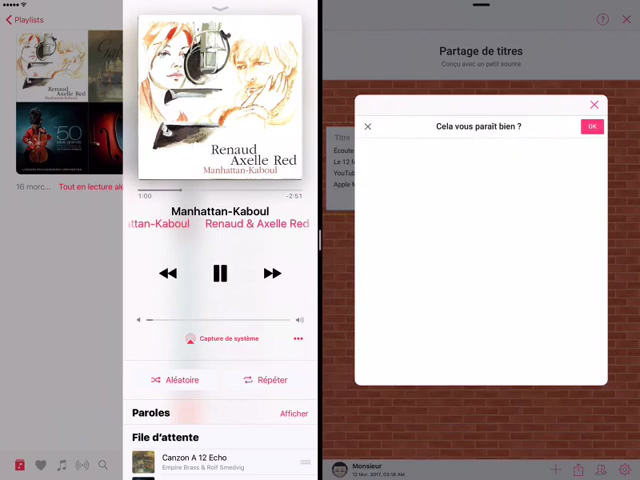 Playlists
50
16 morc...
Tout en lecture alé
Renaud
Axelle Red
Manhattan-Kaboul
1:00
-2:51
Manhattan-Kaboul
ttan-Kaboul Renaud & Axelle Red
Capture de système
Aléatoire
Répéter
Paroles
Afficher
File d'attente
Canzon A 12 Echo
Empire Brass & Rolf Smedvig
?
Partage de titres
Conçu avec un petit sourire
Titre
Écoute
Le 12 f
YouTub
Apple M
Cela vous paraît bien ?
OK
Monsieur
12 févr. 2017, 03:18 AM